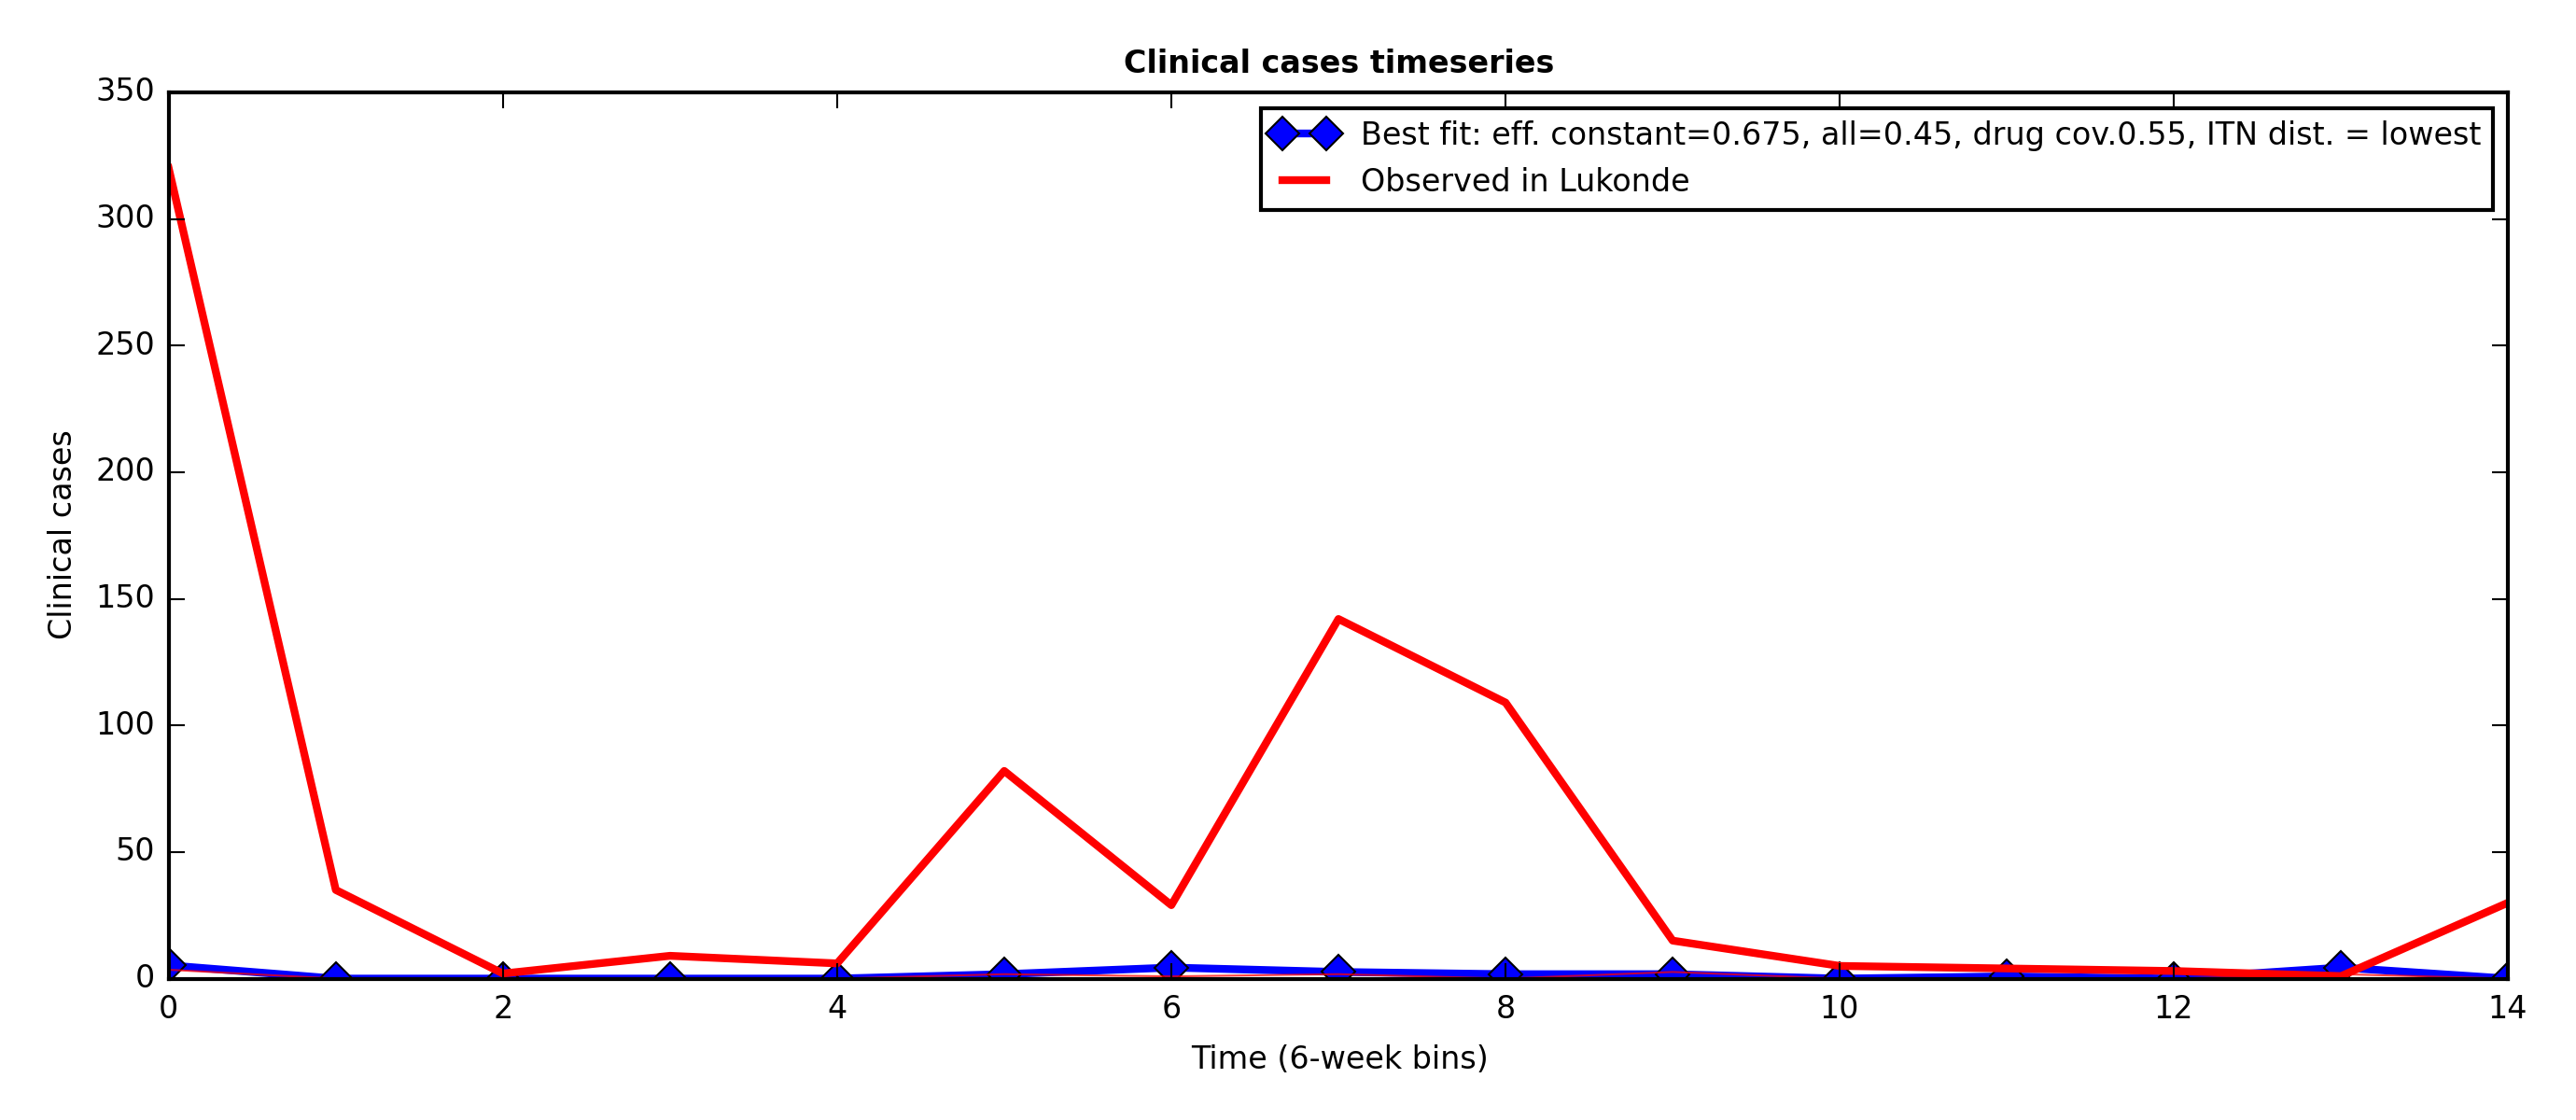 Clinical cases timeseries
350
300
250
200
150
100
50
0
Clinical cases
Best fit: eff. constant=0.675, all=0.45, drug cov.0.55, ITN dist. = lowest
Observed in Lukonde
0 2 4 6 8 10 12 14
Time (6-week bins)